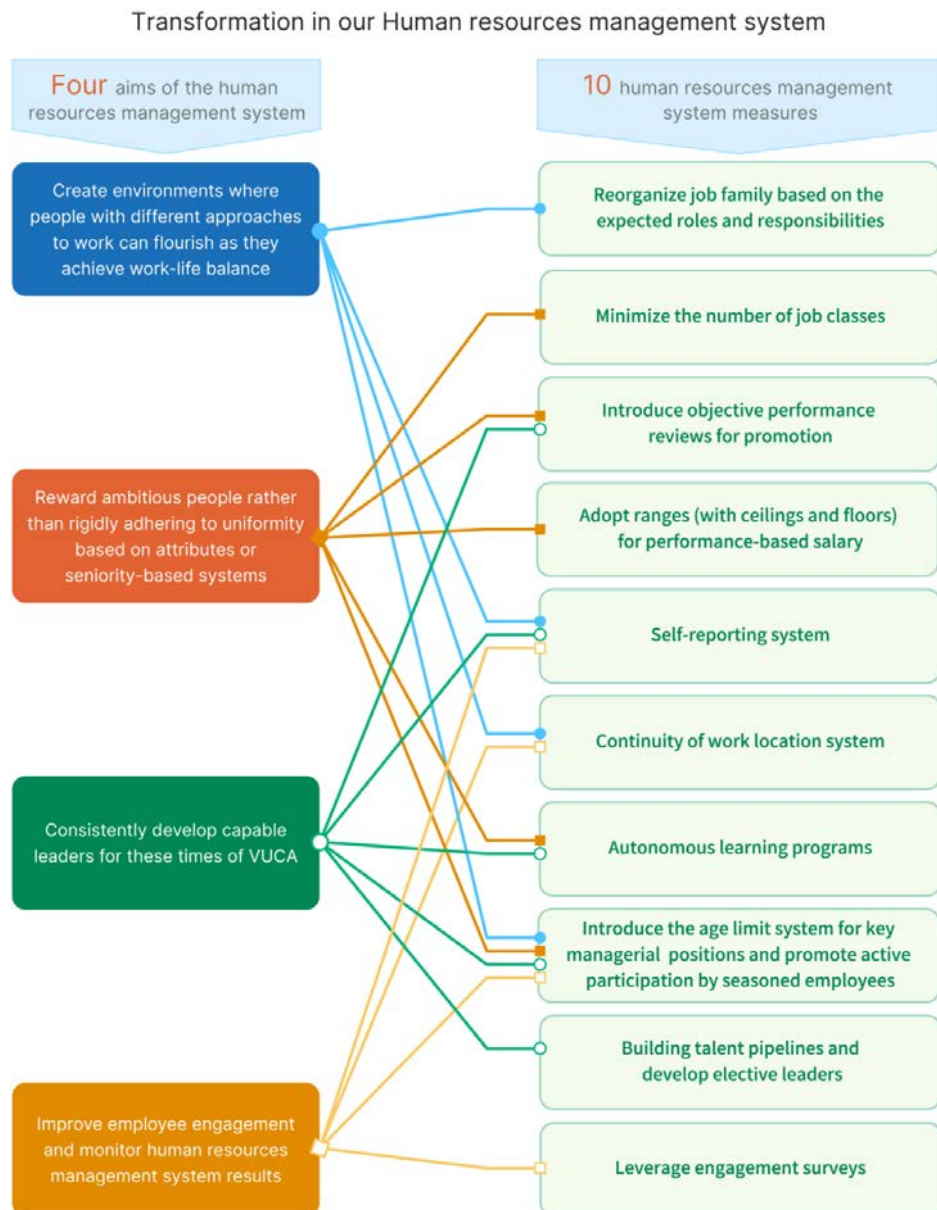 Transformation in our Human resources management system
Four aims of the human
resources management system
10 human resources management
system measures
Create environments where
people with different approaches
to work can flourish as they
achieve work-life balance
Reward ambitious people rather
than rigidly adhering to uniformity
based on attributes or
seniority-based systems
Consistently develop capable
leaders for these times of VUCA
Improve employee engagement
and monitor human resources
management system results
Reorganize job family based on the
expected roles and responsibilities
Minimize the number of job classes
Introduce objective performance
reviews for promotion
Adopt ranges (with ceilings and floors)
for performance-based salary
Self-reporting system
Continuity of work location system
Autonomous learning programs
Introduce the age limit system for key
managerial positions and promote active
participation by seasoned employees
Building talent pipelines and
develop elective leaders
Leverage engagement surveys